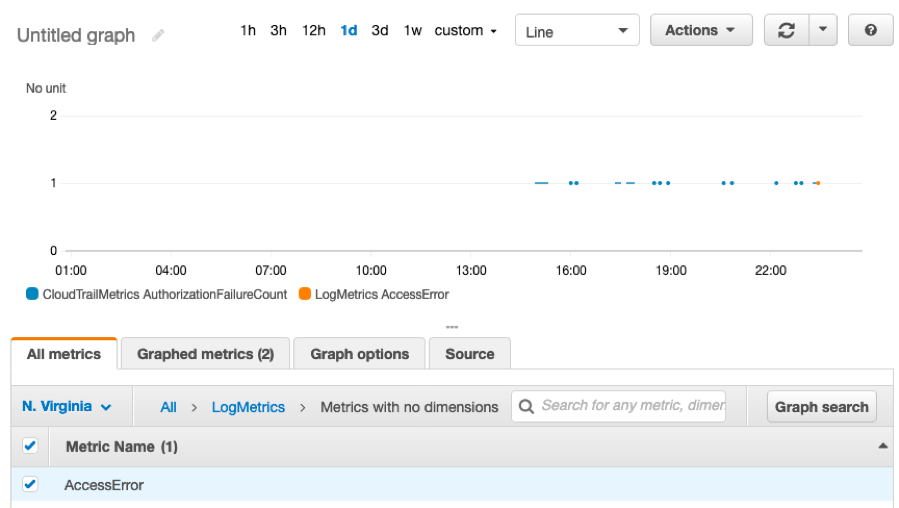 Untitled graph 1h 3h 12h 1d 3d 1w custom Line Actions
No unit
2
1
0
01:00 04:00 07:00 10:00 13:00 16:00 19:00 22:00
CloudTrailMetrics AuthorizationFailureCount LogMetrics AccessError
All metrics Graphed metrics (2) Graph options Source
N. Virginia All > LogMetrics > Metrics with no dimensions Search for any metric, dimen Graph search
Metric Name (1)
AccessError